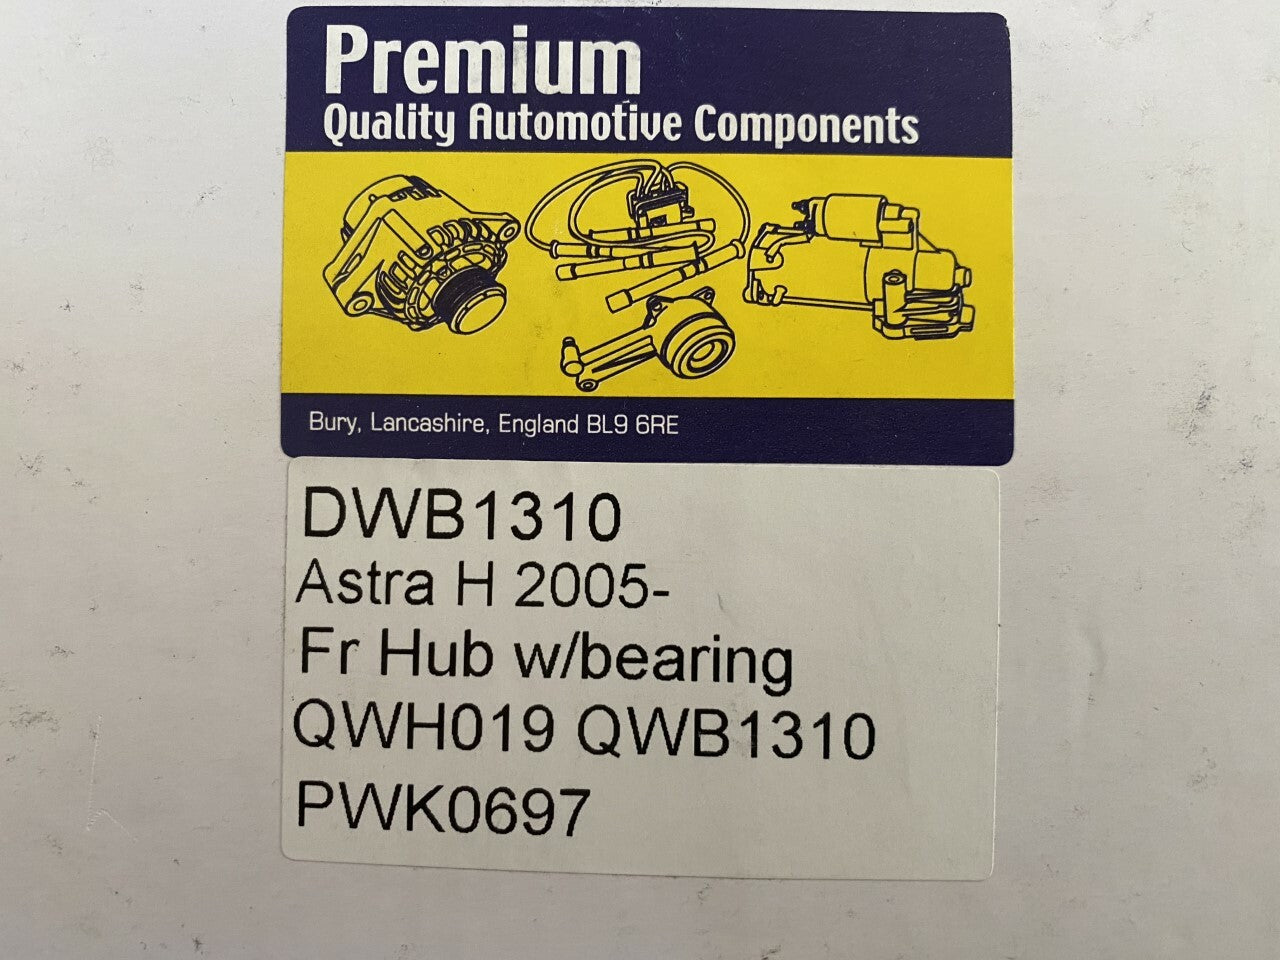 Premium
Quality Automotive Components
Bury, Lancashire, England BL9 6RE
DWB1310
Astra H 2005-
Fr Hub w/bearing
QWH019 QWB1310
PWK0697